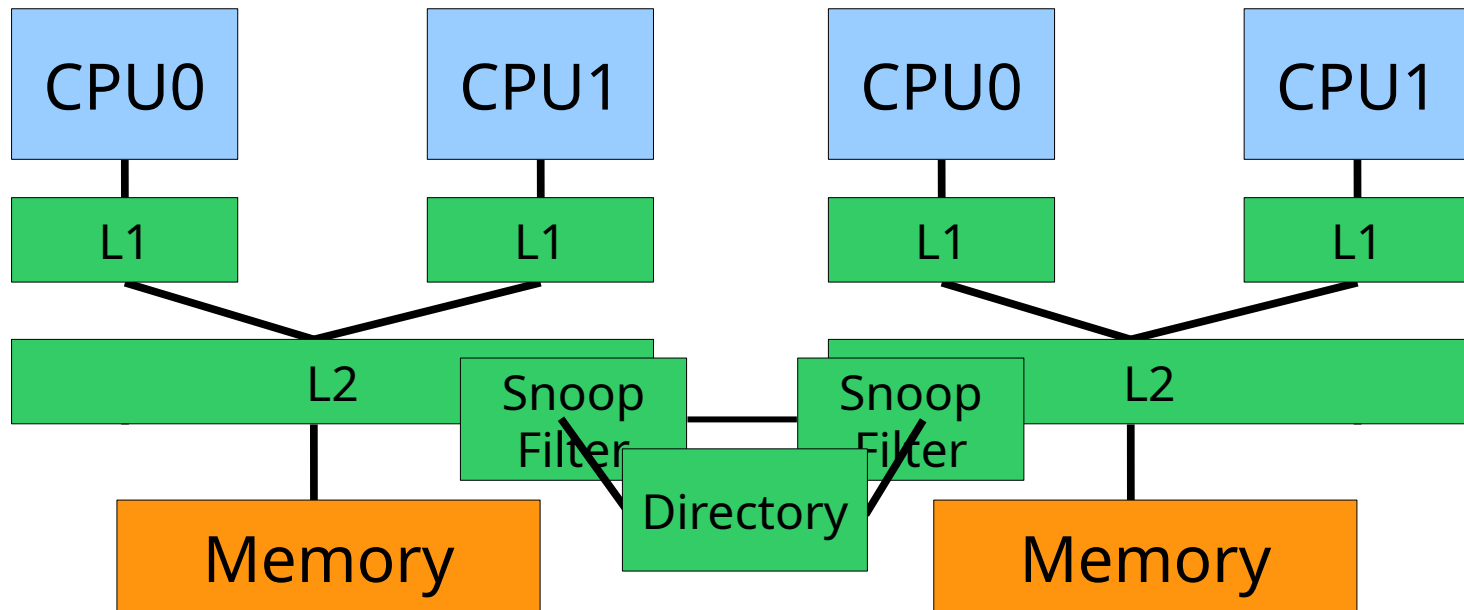 CPU0
CPU1
CPU0
CPU1
L1
L1
L1
L1
L2
L2
Snoop
Filter
Snoop
Filter
Directory
Memory
Memory